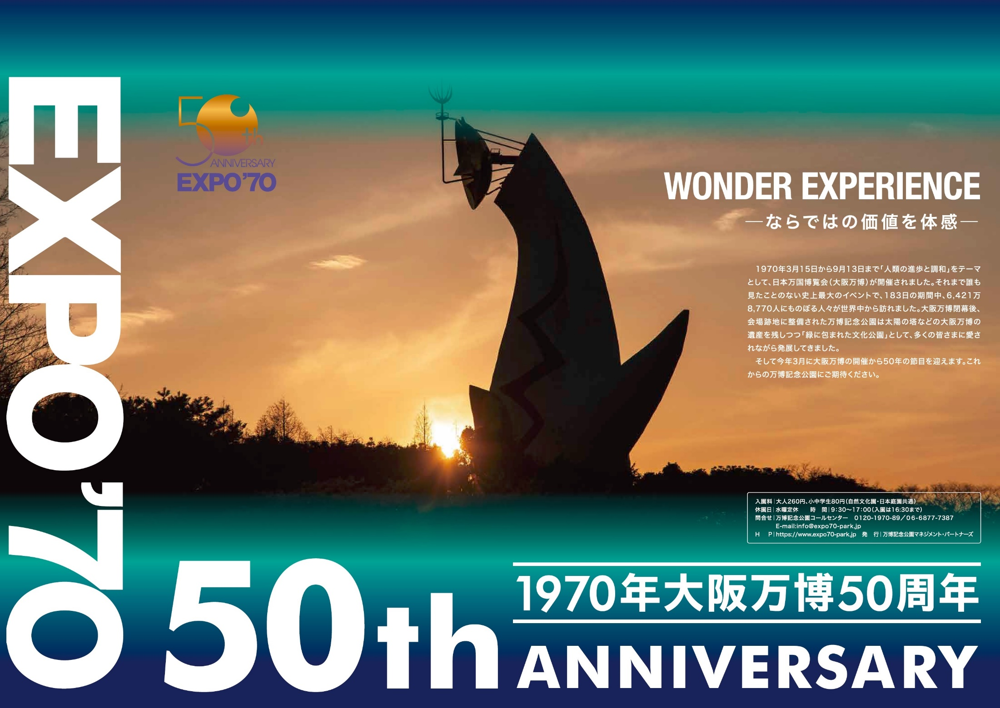 EXPO'70
50th
ANNIVERSARY
EXPO'70
WONDER EXPERIENCE
―ならではの価値を体感―
1970年3月15日から9月13日まで「人類の進歩と調和」をテーマ
として、日本万国博覧会（大阪万博）が開催されました。それまで誰も
見たことのない史上最大のイベントで、183日の期間中、6,421万
8,770人にものぼる人々が世界中から訪れました。大阪万博閉幕後、
会場跡地に整備された万博記念公園は太陽の塔などの大阪万博の
遺産を残しつつ「緑に包まれた文化公園」として、多くの皆さまに愛さ
れながら発展してきました。
そして今年3月に大阪万博の開催から50年の節目を迎えます。これ
からの万博記念公園にご期待ください。
入園料｜大人260円、小中学生80円（自然文化園・日本庭園共通）
休園日｜水曜定休　時　間｜9：30～17：00（入園は16：30まで）
問合せ｜万博記念公園コールセンター　0120-1970-89／06-6877-7387
E-mail:info@expo70-park.jp
H　P｜https://www.expo70-park.jp　発　行｜万博記念公園マネジメント・パートナーズ
50th
1970年大阪万博50周年
ANNIVERSARY